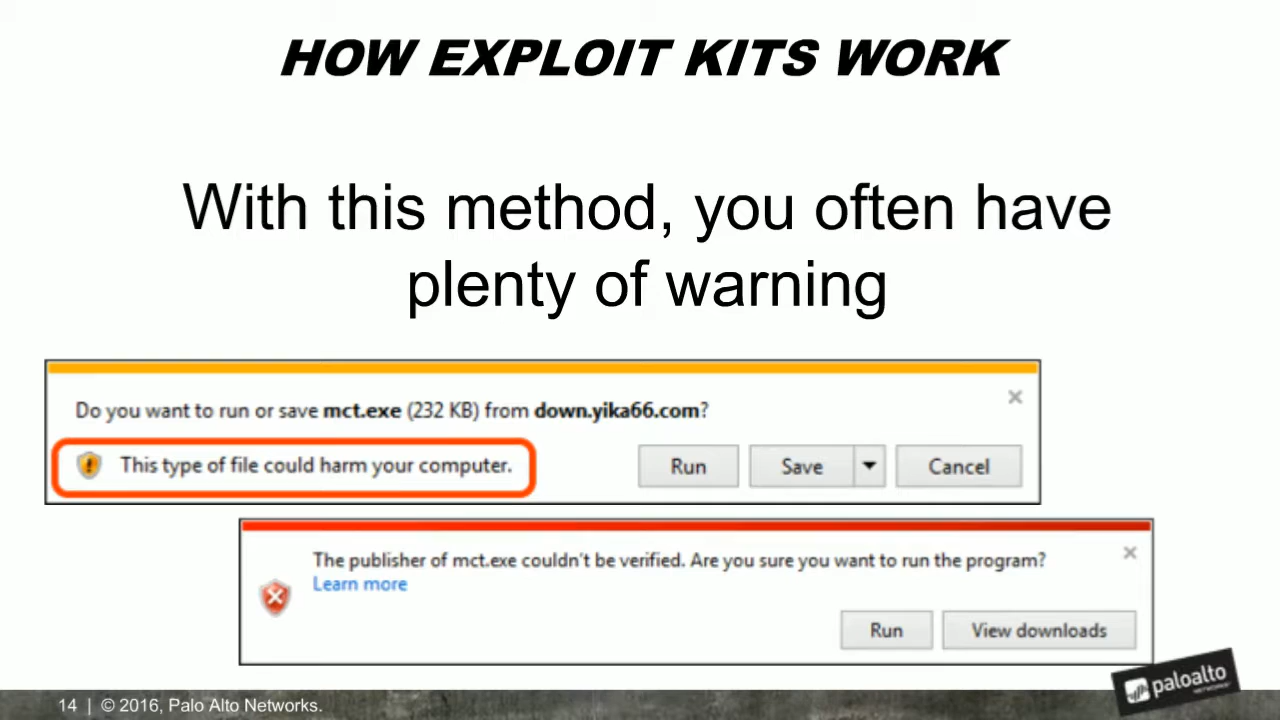 HOW EXPLOIT KITS WORK
With this method, you often have
plenty of warning
Do you want to run or save mct.exe (232 KB) from down.yika66.com?
This type of file could harm your computer.
Run
Save
Cancel
The publisher of mct.exe couldn't be verified. Are you sure you want to run the program?
Learn more
Run
View downloads
14 | © 2016, Palo Alto Networks.
paloalto
NETWORKS